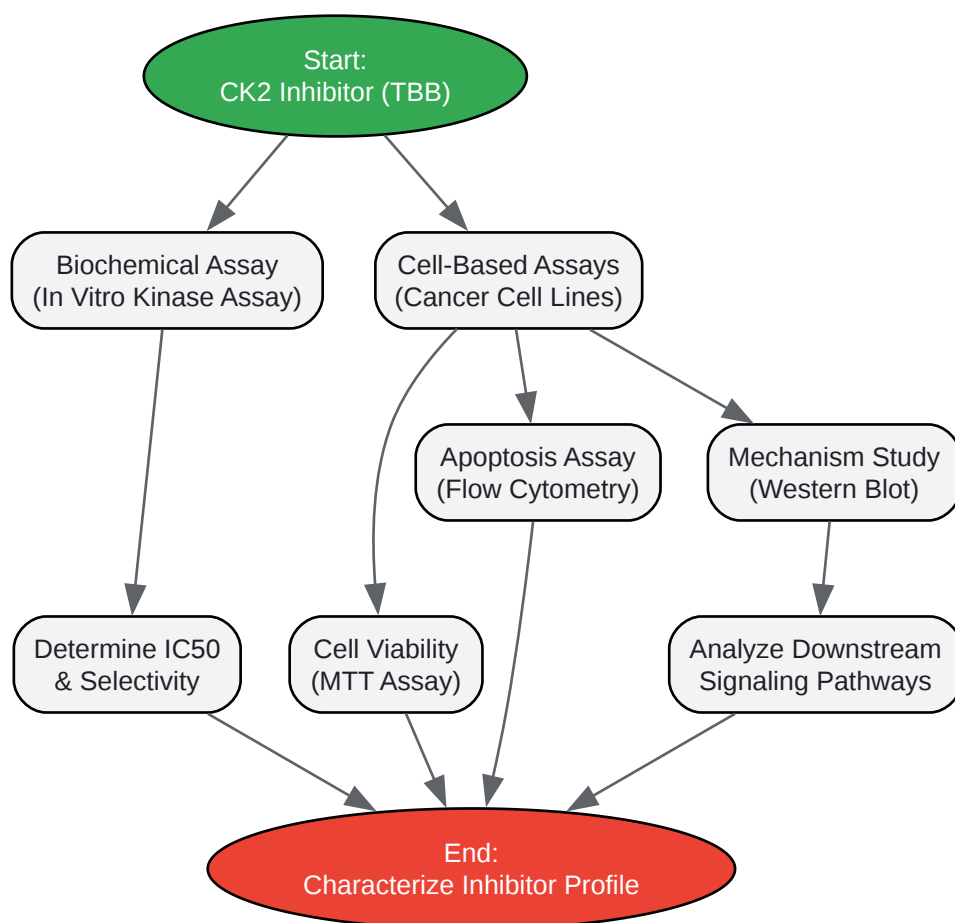 Start:
CK2 Inhibitor (TBB)
Biochemical Assay
(In Vitro Kinase Assay)
Cell-Based Assays
(Cancer Cell Lines)
Apoptosis Assay
(Flow Cytometry)
Mechanism Study
(Western Blot)
Determine IC50
& Selectivity
Cell Viability
(MTT Assay)
Analyze Downstream
Signaling Pathways
End:
Characterize Inhibitor Profile